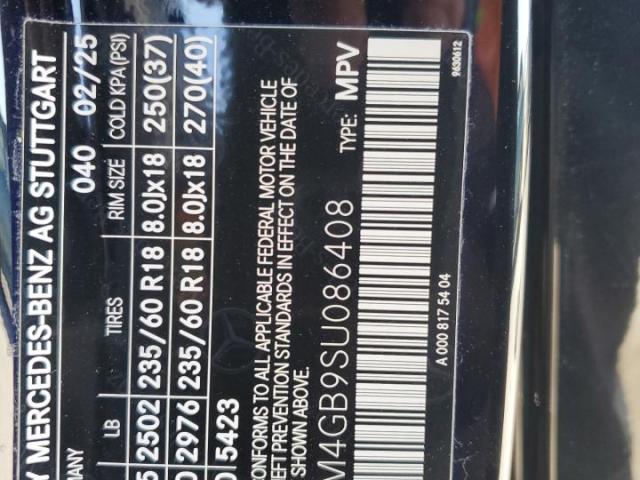 Y MERCEDES-BENZ AG STUTTGART
MANY 040 02/25
LB TIRES RIM SIZE COLD KPA (PSI)
5 2502 235/60 R18 8.0Jx18 250(37)
0 2976 235/60 R18 8.0Jx18 270(40)
0 5423
CONFORMS TO ALL APPLICABLE FEDERAL MOTOR VEHICLE
EFT PREVENTION STANDARDS IN EFFECT ON THE DATE OF
SHOWN ABOVE.
M4GB9SU086408 TYPE: MPV
A 000 817 54 04 9630612